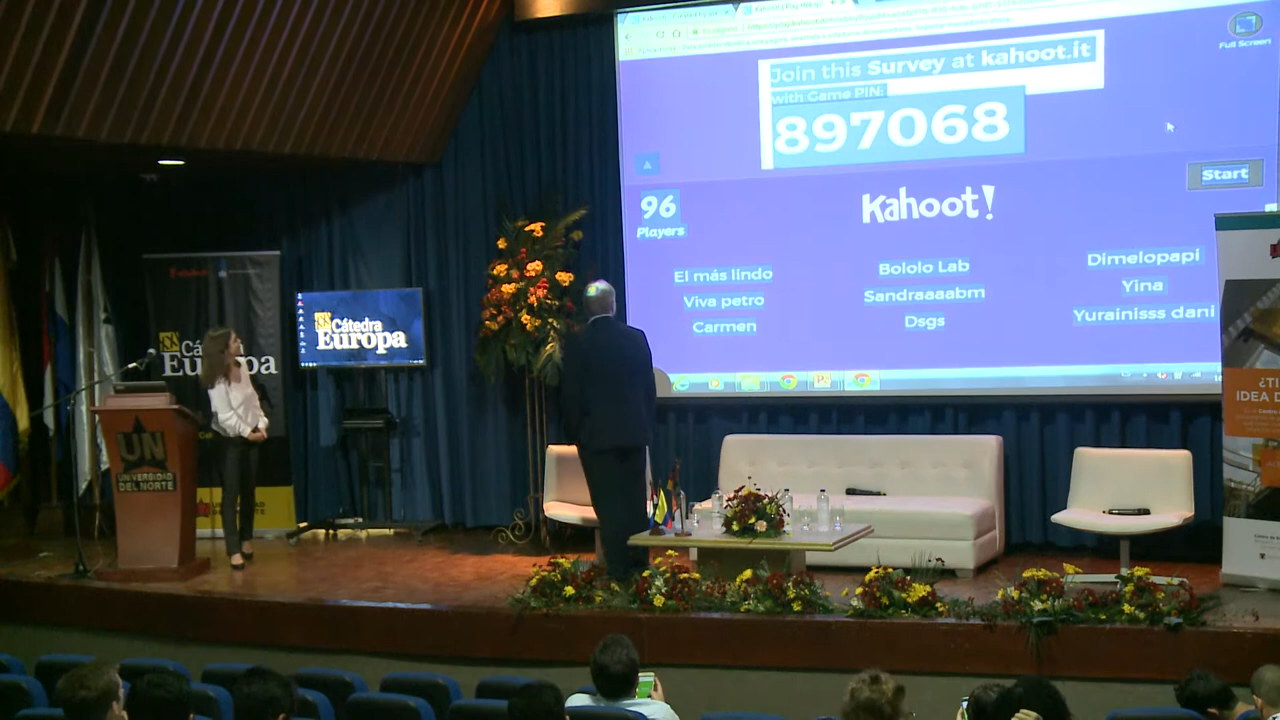 Full Screen
Join this Survey at kahoot.it
with Game PIN:
897068
Start
96
Players
Kahoot!
El más lindo
Bololo Lab
Dimelopapi
Viva petro
Sandraaaabm
Yina
Carmen
Dsgs
Yurainisss dani
Cátedra
Europa
UN
UNIVERSIDAD
DEL NORTE
¿TI
IDEA D